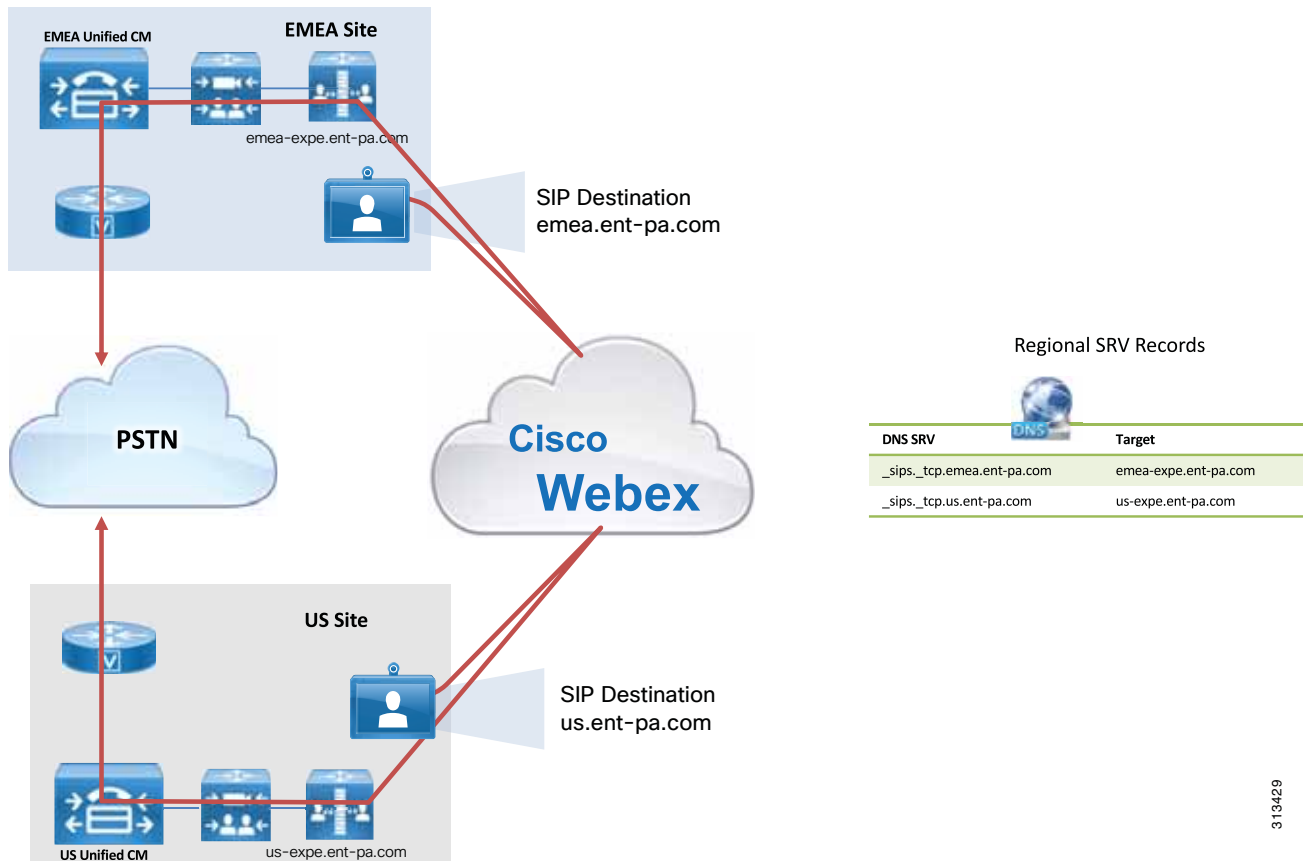 EMEA Unified CM
EMEA Site
emea-expe.ent-pa.com
V
SIP Destination
emea.ent-pa.com
PSTN
Cisco
Webex
Regional SRV Records
DNS
DNS SRV Target
_sips._tcp.emea.ent-pa.com emea-expe.ent-pa.com
_sips._tcp.us.ent-pa.com us-expe.ent-pa.com
US Site
V
SIP Destination
us.ent-pa.com
US Unified CM
us-expe.ent-pa.com
313429